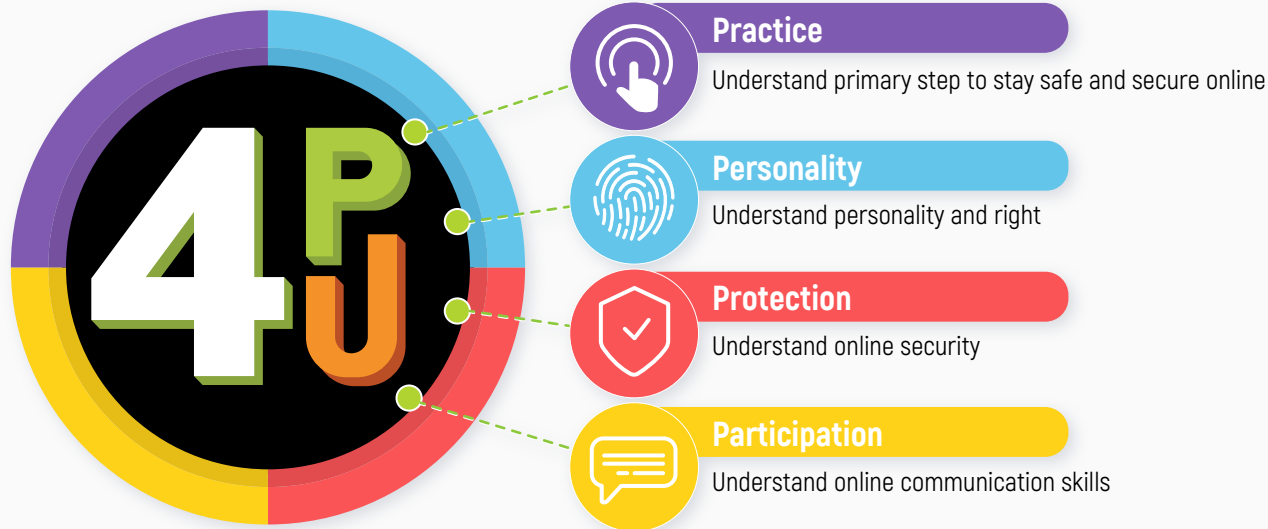 4
P
U
Practice
Understand primary step to stay safe and secure online
Personality
Understand personality and right
Protection
Understand online security
Participation
Understand online communication skills